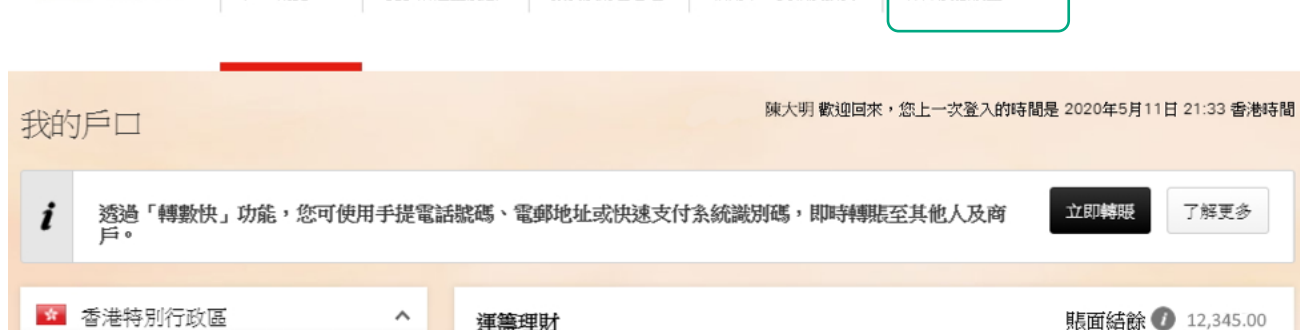 我的戶口
陳大明 歡迎回來，您上一次登入的時間是 2020年5月11日 21:33 香港時間
透過「轉數快」功能，您可使用手提電話號碼、電郵地址或快速支付系統識別碼，即時轉賬至其他人及商
戶。
立即轉賬
了解更多
香港特別行政區
運籌理財
賬面結餘 12,345.00